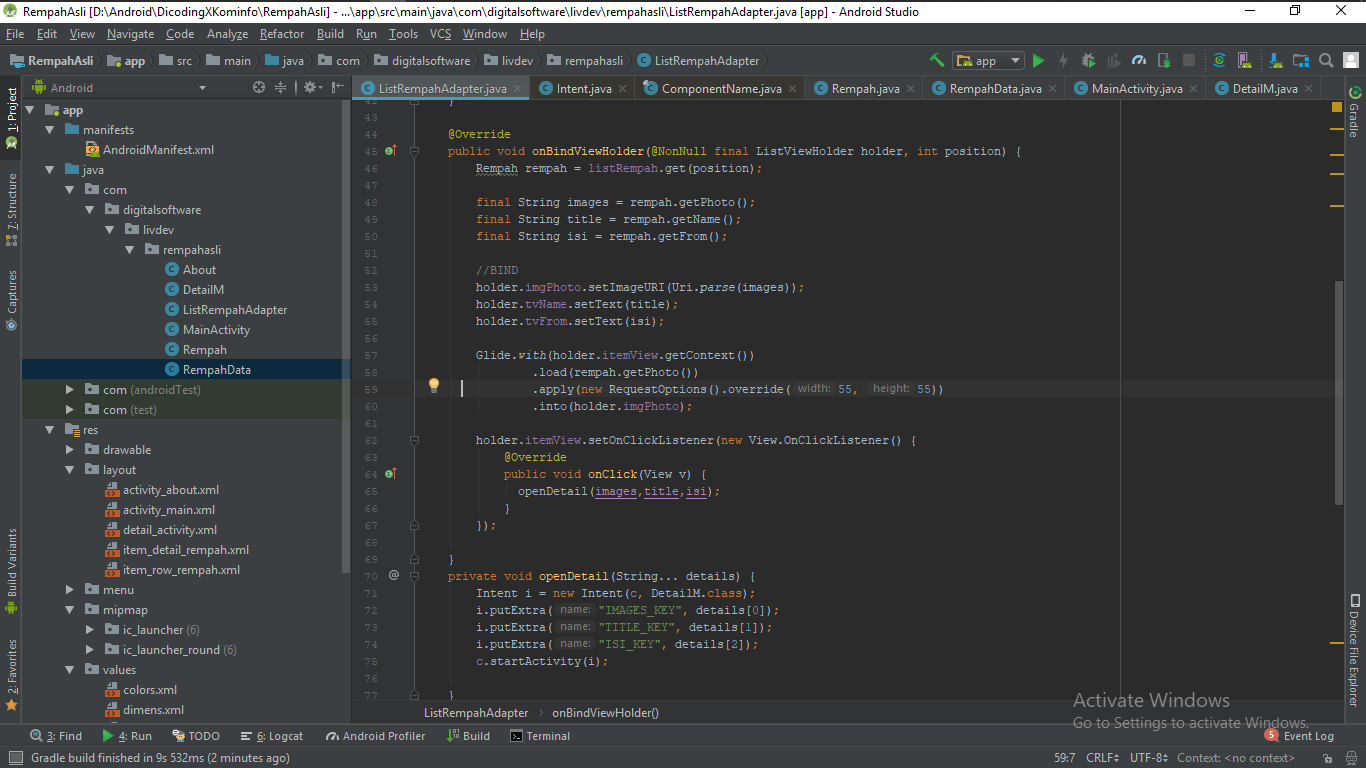 RempahAsli [D:\Android\DicodingXKominfo\RempahAsli] - ...\app\src\main\java\com\digitalsoftware\livdev\rempahasli\ListRempahAdapter.java [app] - Android Studio
File Edit View Navigate Code Analyze Refactor Build Run Tools VCS Window Help
RempahAsli app src main java com digitalsoftware livdev rempahasli ListRempahAdapter app
Android
ListRempahAdapter.java Intent.java ComponentName.java Rempah.java RempahData.java MainActivity.java DetailM.java
1: Project
7: Structure
Captures
Build Variants
2: Favorites
app
manifests
AndroidManifest.xml
java
com
digitalsoftware
livdev
rempahasli
About
DetailM
ListRempahAdapter
MainActivity
Rempah
RempahData
com (androidTest)
com (test)
res
drawable
layout
activity_about.xml
activity_main.xml
detail_activity.xml
item_detail_rempah.xml
item_row_rempah.xml
menu
mipmap
ic_launcher (6)
ic_launcher_round (6)
values
colors.xml
dimens.xml
42 }
43
44 @Override
45 public void onBindViewHolder(@NonNull final ListViewHolder holder, int position) {
46 Rempah rempah = listRempah.get(position);
47
48 final String images = rempah.getPhoto();
49 final String title = rempah.getName();
50 final String isi = rempah.getFrom();
51
52 //BIND
53 holder.imgPhoto.setImageURI(Uri.parse(images));
54 holder.tvName.setText(title);
55 holder.tvFrom.setText(isi);
56
57 Glide.with(holder.itemView.getContext())
58 .load(rempah.getPhoto())
59 .apply(new RequestOptions().override( width: 55, height: 55))
60 .into(holder.imgPhoto);
61
62 holder.itemView.setOnClickListener(new View.OnClickListener() {
63 @Override
64 public void onClick(View v) {
65 openDetail(images,title,isi);
66 }
67 });
68
69 }
70 @ private void openDetail(String... details) {
71 Intent i = new Intent(c, DetailM.class);
72 i.putExtra( name: "IMAGES_KEY", details[0]);
73 i.putExtra( name: "TITLE_KEY", details[1]);
74 i.putExtra( name: "ISI_KEY", details[2]);
75 c.startActivity(i);
76
77 }
ListRempahAdapter › onBindViewHolder()
Gradle
Device File Explorer
Activate Windows
Go to Settings to activate Windows.
3: Find 4: Run TODO 6: Logcat Android Profiler Build Terminal 5 Event Log
Gradle build finished in 9s 532ms (2 minutes ago) 59:7 CRLF UTF-8 Context: <no context>